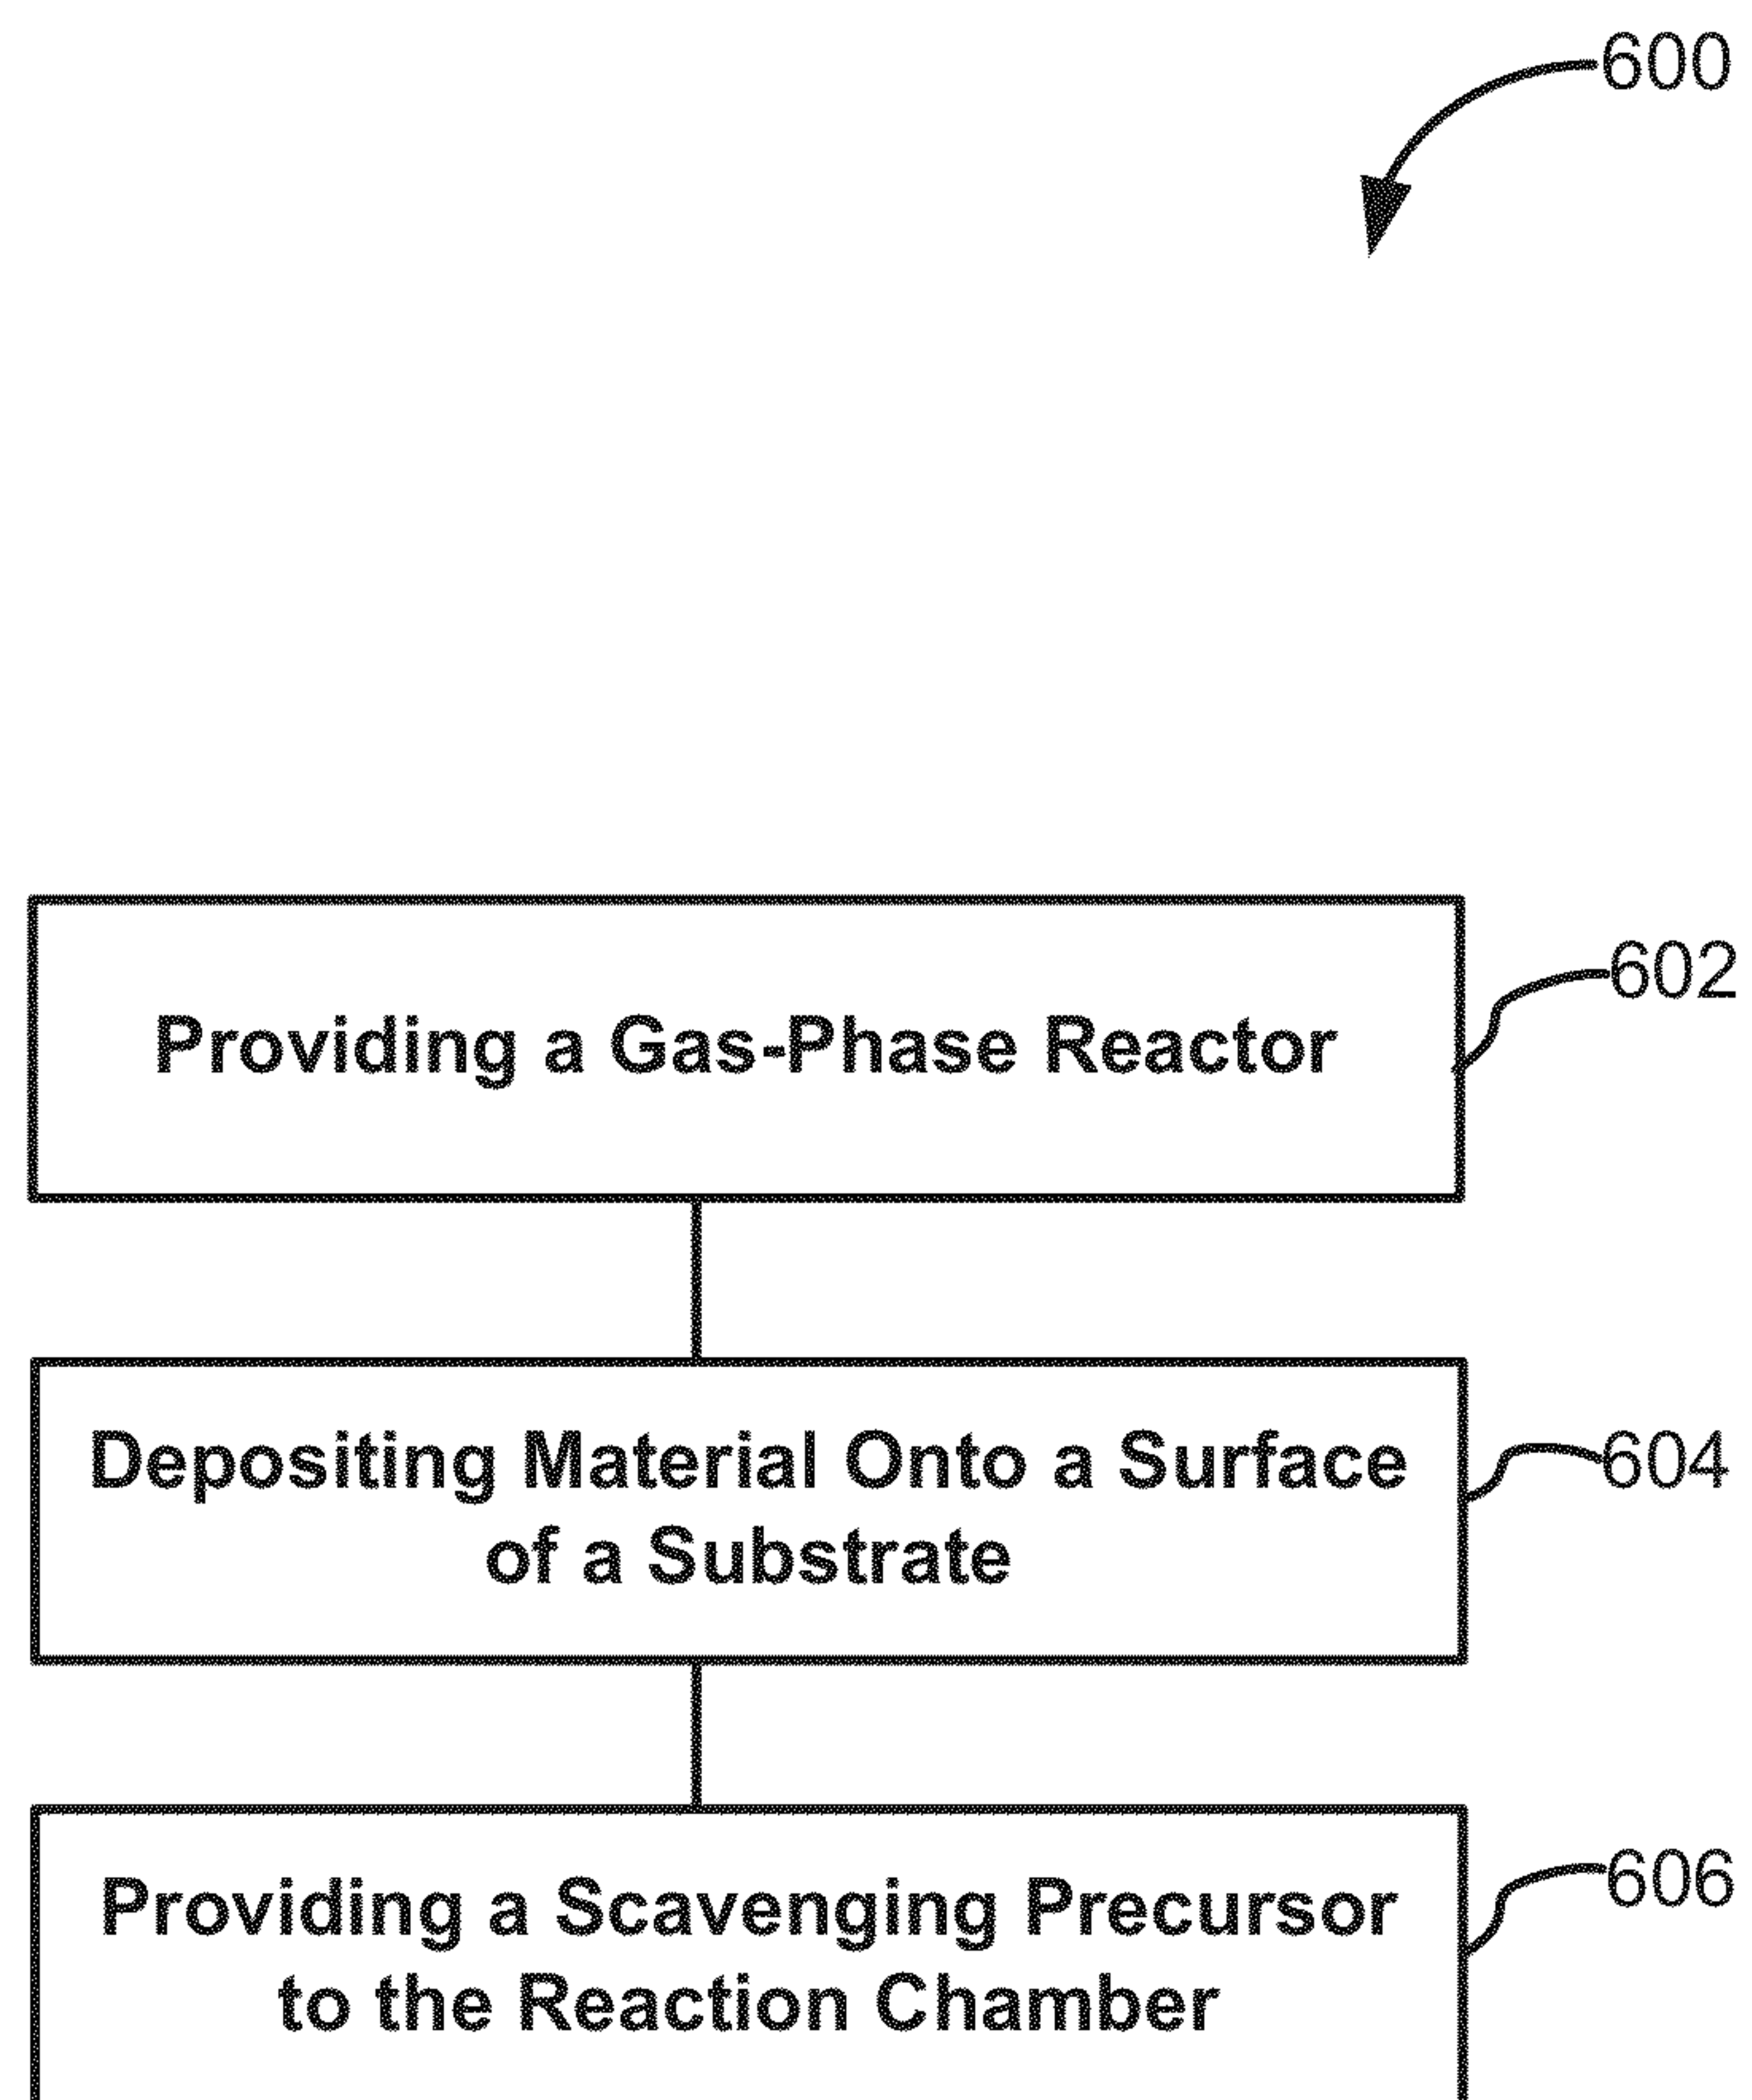 600
Providing a Gas-Phase Reactor
602
Depositing Material Onto a Surface
of a Substrate
604
Providing a Scavenging Precursor
to the Reaction Chamber
606